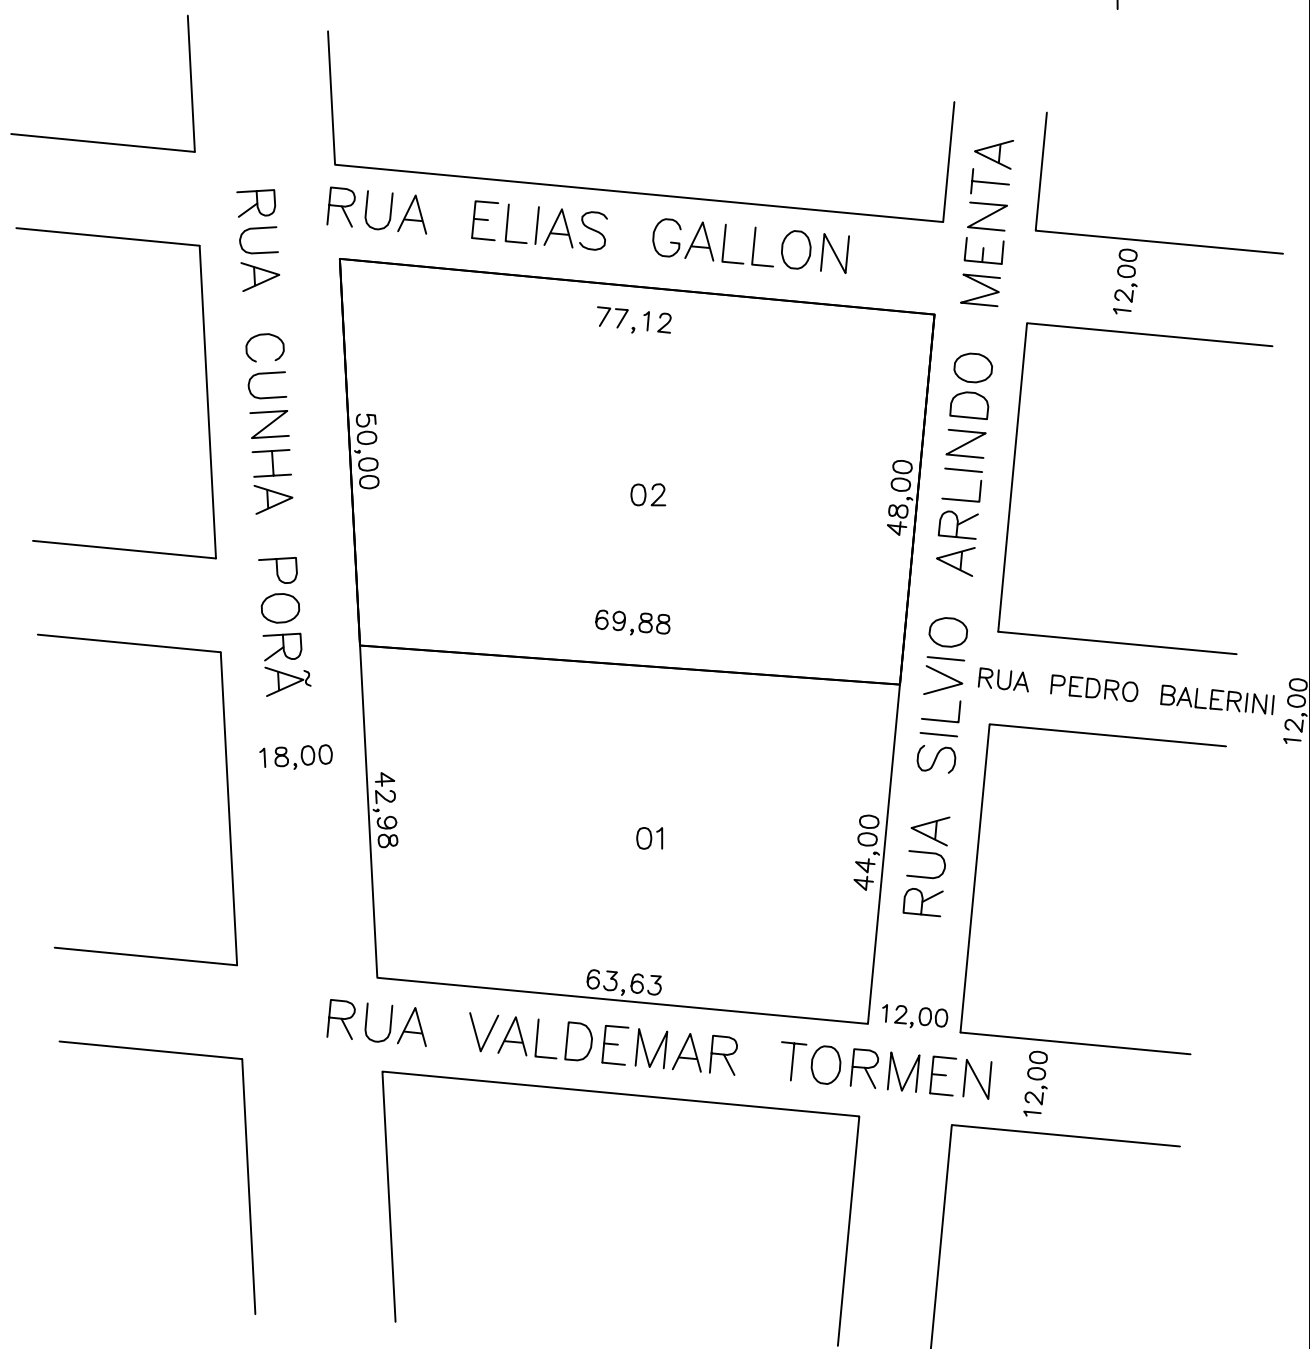 RUA ELIAS GALLON
RUA CUNHA PORÃ
RUA SILVIO ARLINDO MENTA
12,00
77,12
50,00
02
48,00
69,88
RUA PEDRO BALERINI
12,00
18,00
42,98
01
44,00
63,63
12,00
RUA VALDEMAR TORMEN
12,00